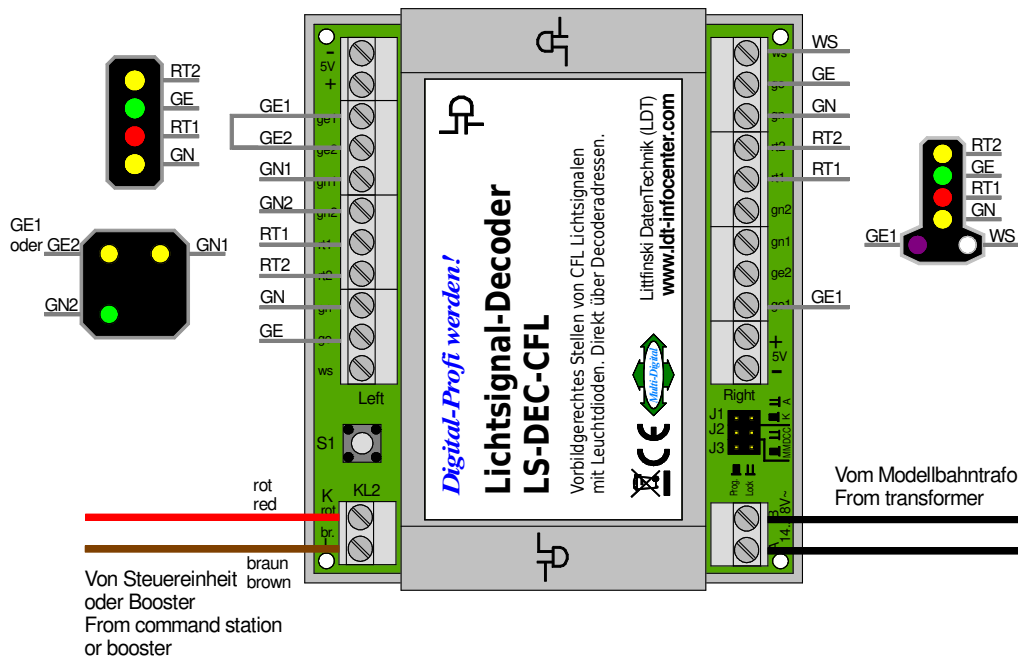 RT2
GE
RT1
GN
GE1
oder GE2
GN1
GN2
GE1
GE2
GN1
GN2
RT1
RT2
GN
GE
-
5V
+
ge1
ge2
gn1
gn2
rt1
rt2
gn
ge
ws
Left
S1
KL2
K
rot
br.
rot
red
braun
brown
Von Steuereinheit
oder Booster
From command station
or booster
Digital-Profi werden!
Lichtsignal-Decoder
LS-DEC-CFL
Vorbildgerechtes Stellen von CFL Lichtsignalen
mit Leuchtdioden. Direkt über Decoderadressen.
Littfinski DatenTechnik (LDT)
www.ldt-infocenter.com
Multi-Digital
CE
ws
ge
gn
rt2
rt1
gn2
gn1
ge2
ge1
+
5V
-
Right
J1
J2
J3
K A
MM DCC
Prog.
Lock
B
A
WS
GE
GN
RT2
RT1
GE1
RT2
GE
RT1
GN
GE1
WS
Vom Modellbahntrafo
From transformer